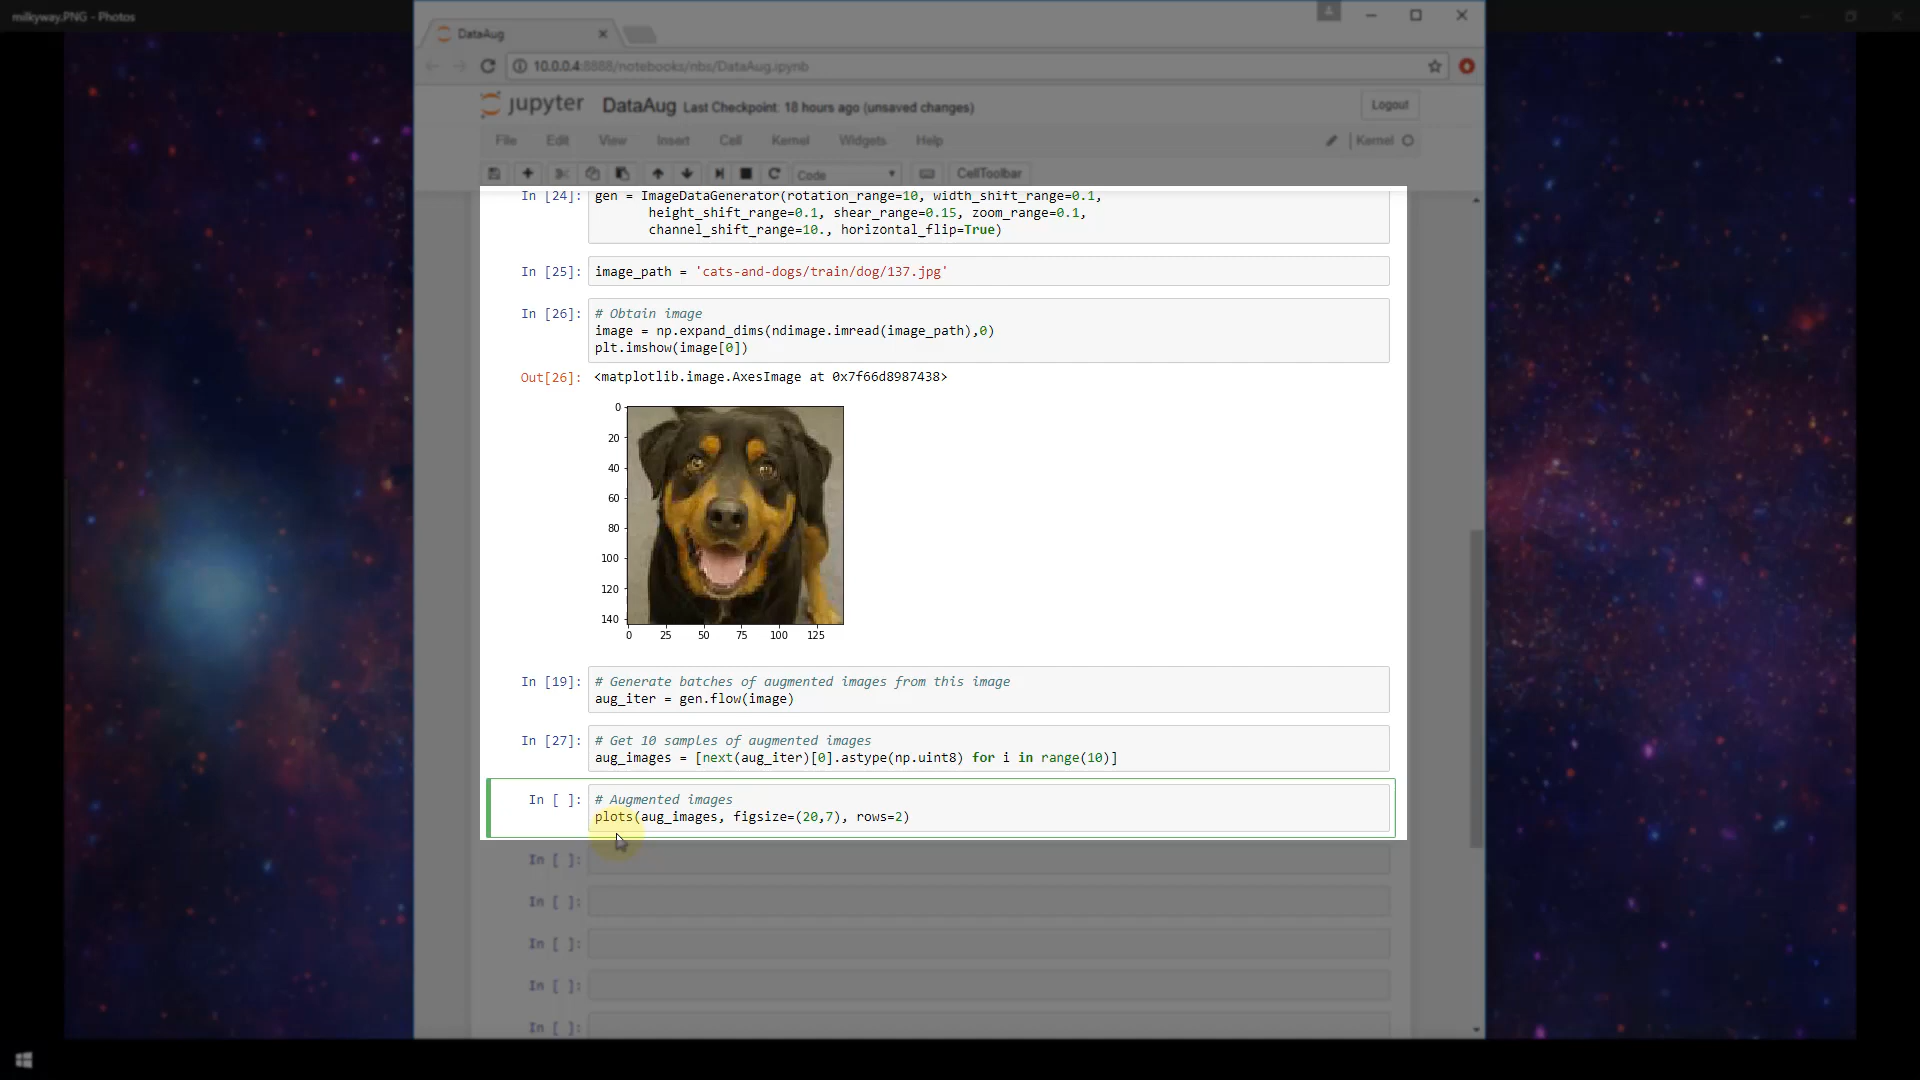 milkyway.PNG - Photos
DataAug
10.0.0.4:8888/notebooks/nbs/DataAug.ipynb
jupyter DataAug Last Checkpoint: 18 hours ago (unsaved changes) Logout
File Edit View Insert Cell Kernel Widgets Help Kernel
Code CellToolbar
In [24]: gen = ImageDataGenerator(rotation_range=10, width_shift_range=0.1,
height_shift_range=0.1, shear_range=0.15, zoom_range=0.1,
channel_shift_range=10., horizontal_flip=True)
In [25]: image_path = 'cats-and-dogs/train/dog/137.jpg'
In [26]: # Obtain image
image = np.expand_dims(ndimage.imread(image_path),0)
plt.imshow(image[0])
Out[26]: <matplotlib.image.AxesImage at 0x7f66d8987438>
0
20
40
60
80
100
120
140
0 25 50 75 100 125
In [19]: # Generate batches of augmented images from this image
aug_iter = gen.flow(image)
In [27]: # Get 10 samples of augmented images
aug_images = [next(aug_iter)[0].astype(np.uint8) for i in range(10)]
In [ ]: # Augmented images
plots(aug_images, figsize=(20,7), rows=2)
In [ ]:
In [ ]:
In [ ]:
In [ ]:
In [ ]: